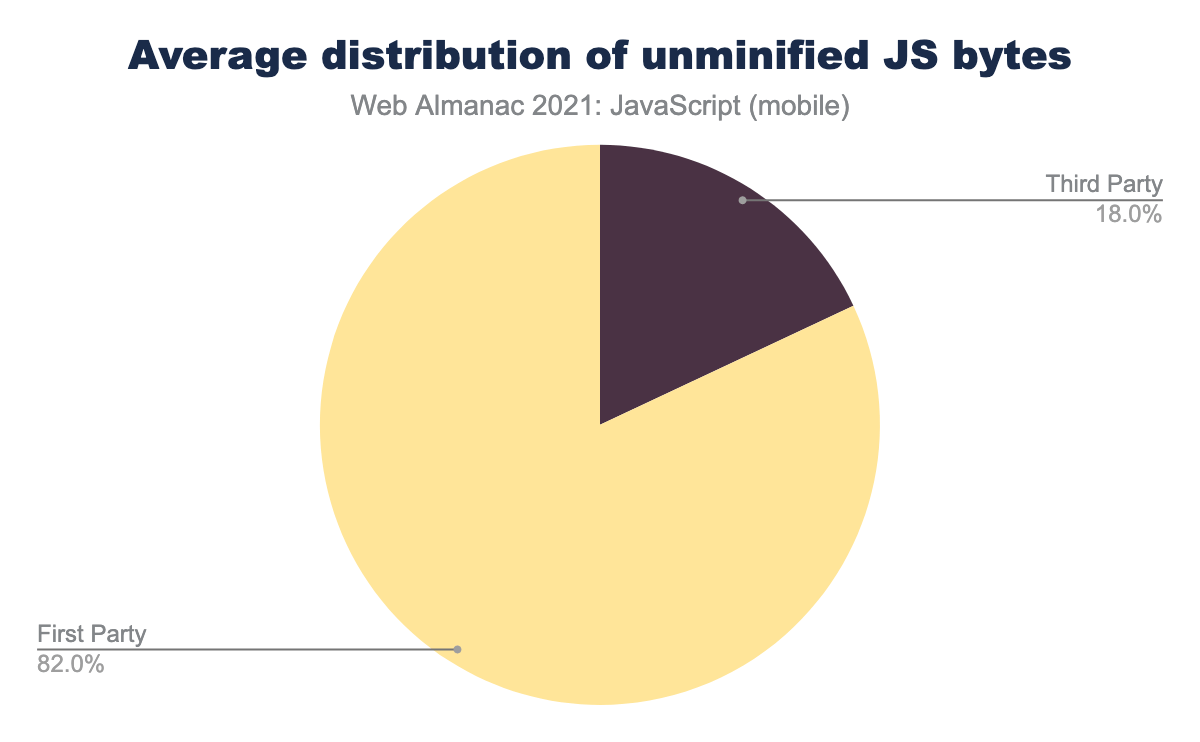 Average distribution of unminified JS bytes
Web Almanac 2021: JavaScript (mobile)
Third Party
18.0%
First Party
82.0%